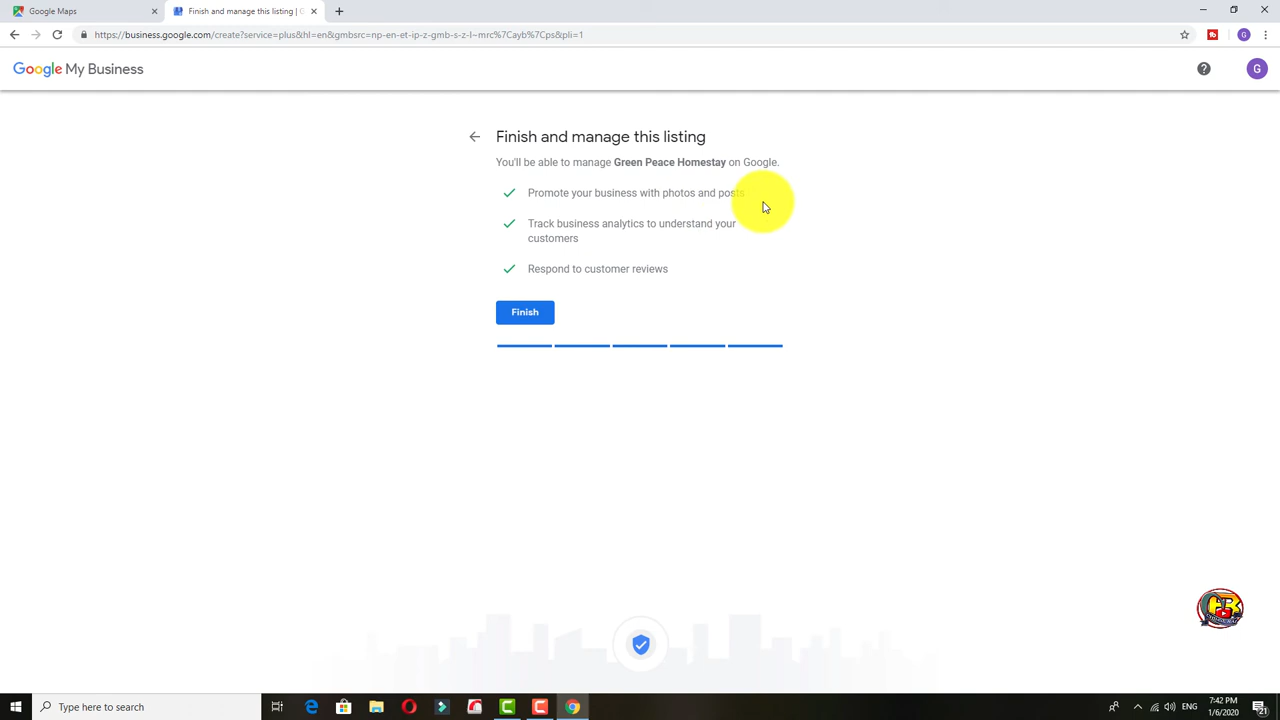 Google Maps
Finish and manage this listing | G
https://business.google.com/create?service=plus&hl=en&gmbsrc=np-en-et-ip-z-gmb-s-z-l~mrc%7Cayb%7Cps&pli=1
G
Google My Business
G
Finish and manage this listing
You'll be able to manage Green Peace Homestay on Google.
Promote your business with photos and posts
Track business analytics to understand your
customers
Respond to customer reviews
Finish
Type here to search
ENG
7:42 PM
1/6/2020
21